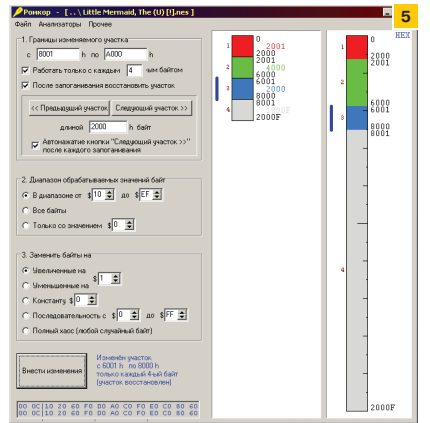 Ронкор - [ ..\ Little Mermaid, The (U) [!].nes ]
5
Файл Анализаторы Прочее
1. Границы изменяемого участка
с 8001 h по A000 h
Работать только с каждым 4 -ым байтом
После запоганивания восстановить участок
<< Предыдущий участок Следующий участок >>
длиной 2000 h байт
Автонажатие кнопки "Следующий участок >>"
после каждого запоганивания
2. Диапазон обрабатываемых значений байт
В диапазоне от $ 10 до $ EF
Все байты
Только со значением $ 0
3. Заменить байты на
Увеличенные на
$ 1
Уменьшенные на
Константу $ 0
Последовательность с $ 0 до $ FF
Полный хаос (любой случайный байт)
Внести изменения
Изменён участок
с 6001 h по 8000 h
только каждый 4-ый байт
(участок восстановлен)
00 0C|10 20 60 F0 D0 A0 C0 F0 E0 C0 80 60
00 0C|10 20 60 F0 D0 A0 C0 F0 E0 C0 80 60
0
1 2001
2000
2001
2 4000
6000
6001
3 2000
8000
8001
4
2000F
HEX
0
1
2000
2001
2
6000
6001
3
8000
8001
4
2000F